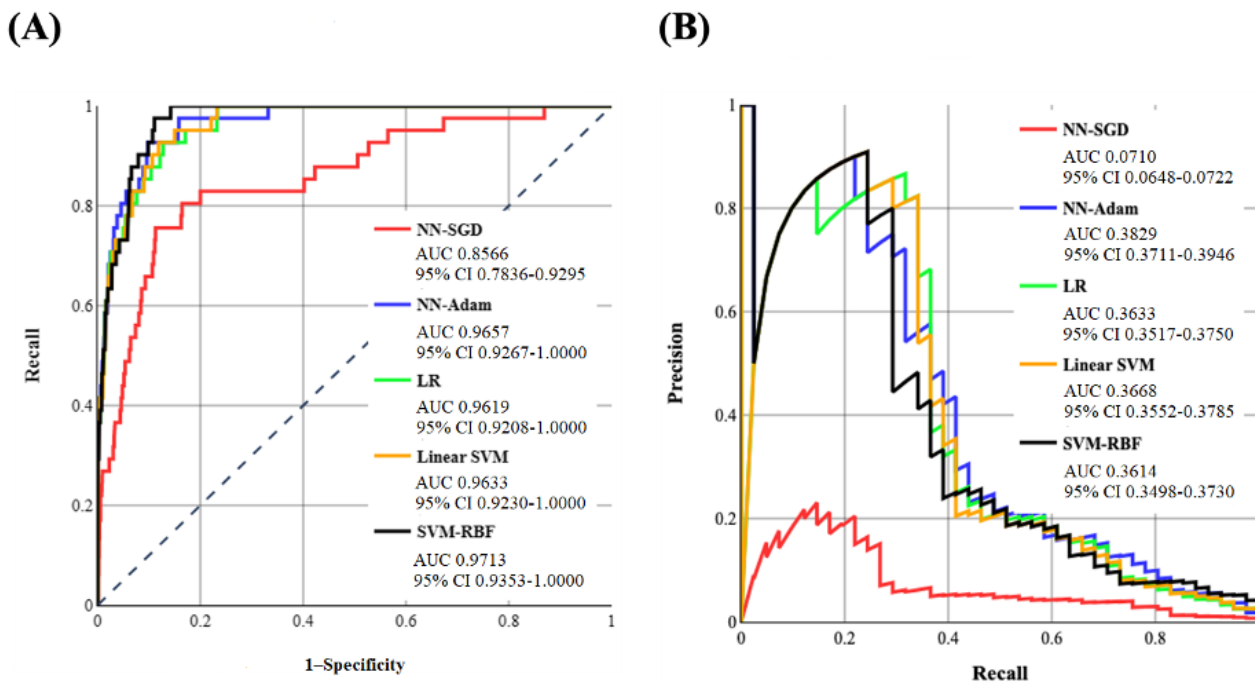 (A)
Recall
1
0.8
0.6
0.4
0.2
0
0
0.2
0.4
0.6
0.8
1
1–Specificity
NN-SGD
AUC 0.8566
95% CI 0.7836-0.9295
NN-Adam
AUC 0.9657
95% CI 0.9267-1.0000
LR
AUC 0.9619
95% CI 0.9208-1.0000
Linear SVM
AUC 0.9633
95% CI 0.9230-1.0000
SVM-RBF
AUC 0.9713
95% CI 0.9353-1.0000
(B)
Precision
1
0.8
0.6
0.4
0.2
0
0
0.2
0.4
0.6
0.8
Recall
NN-SGD
AUC 0.0710
95% CI 0.0648-0.0722
NN-Adam
AUC 0.3829
95% CI 0.3711-0.3946
LR
AUC 0.3633
95% CI 0.3517-0.3750
Linear SVM
AUC 0.3668
95% CI 0.3552-0.3785
SVM-RBF
AUC 0.3614
95% CI 0.3498-0.3730